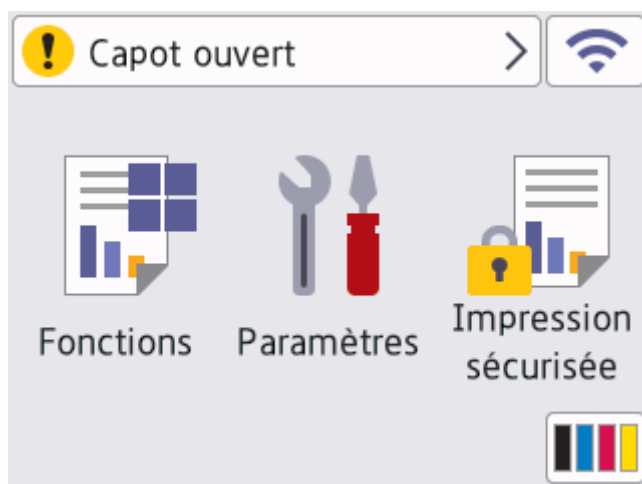 Capot ouvert
Fonctions
Paramètres
Impression
sécurisée